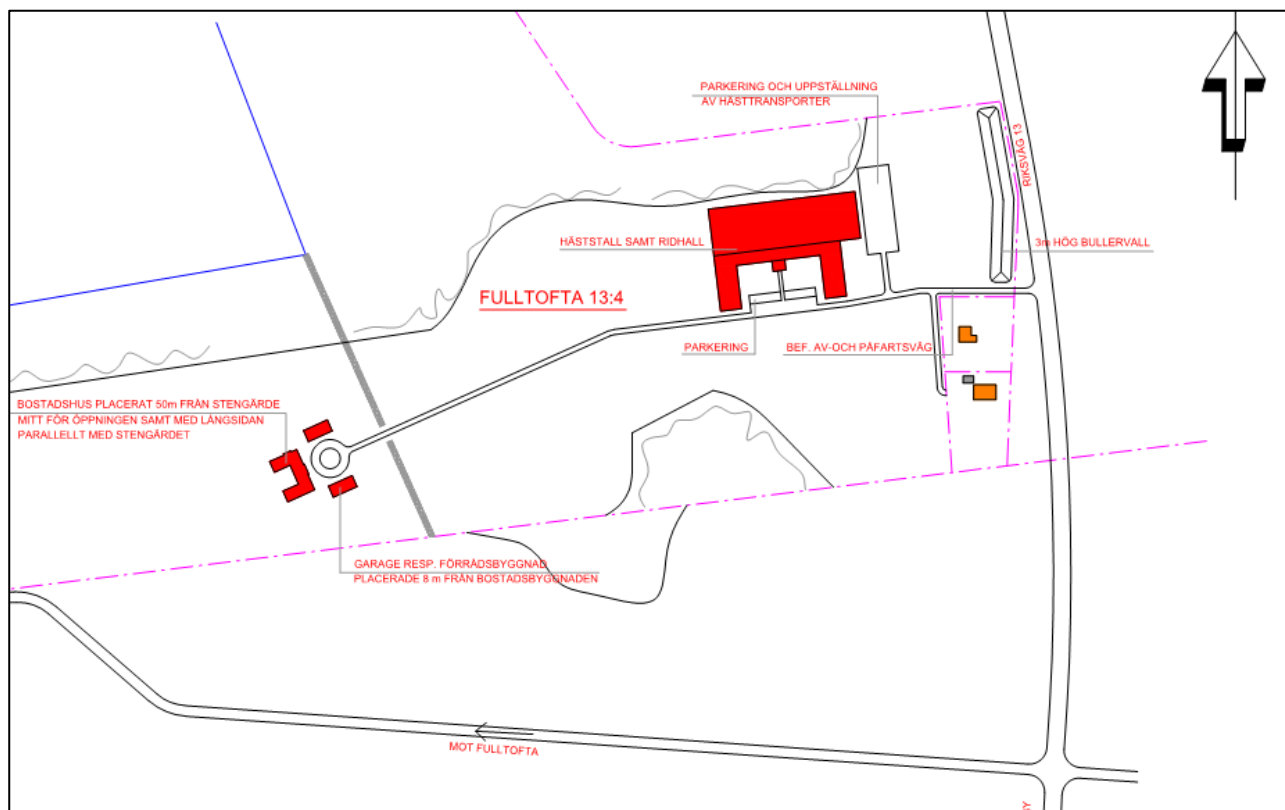 PARKERING OCH UPPSTÄLLNING
AV HÄSTTRANSPORTER
RIKSVÄG 13
HÄSTSTALL SAMT RIDHALL
3m HÖG BULLERVALL
FULLTOFTA 13:4
PARKERING
BEF. AV-OCH PÅFARTSVÄG
BOSTADSHUS PLACERAT 50m FRÅN STENGÄRDE
MITT FÖR ÖPPNINGEN SAMT MED LÅNGSIDAN
PARALLELLT MED STENGÄRDET
GARAGE RESP. FÖRRÅDSBYGGNAD
PLACERADE 8 m FRÅN BOSTADSBYGGNADEN
MOT FULLTOFTA